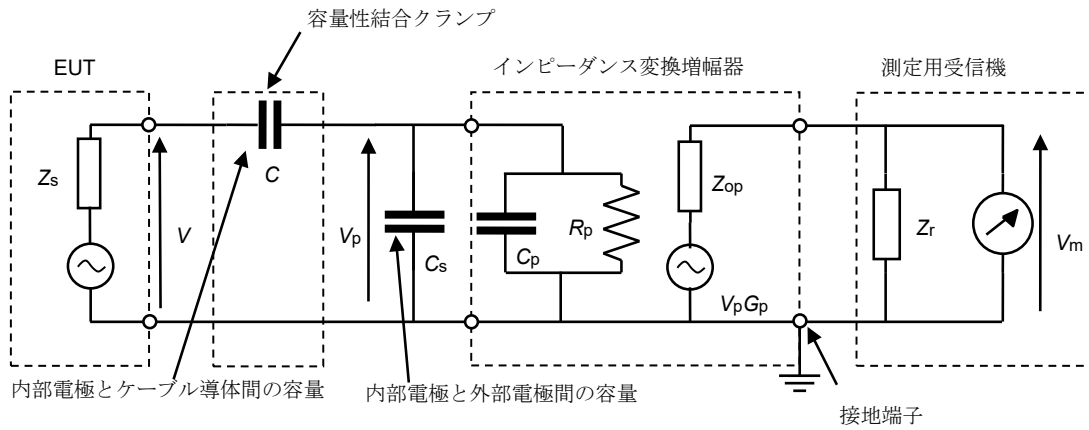 容量性結合クランプ
EUT
インピーダンス変換増幅器
測定用受信機
Zs
C
V
Vp
Cs
Cp
Rp
Zop
VpGp
Zr
Vm
内部電極とケーブル導体間の容量
内部電極と外部電極間の容量
接地端子